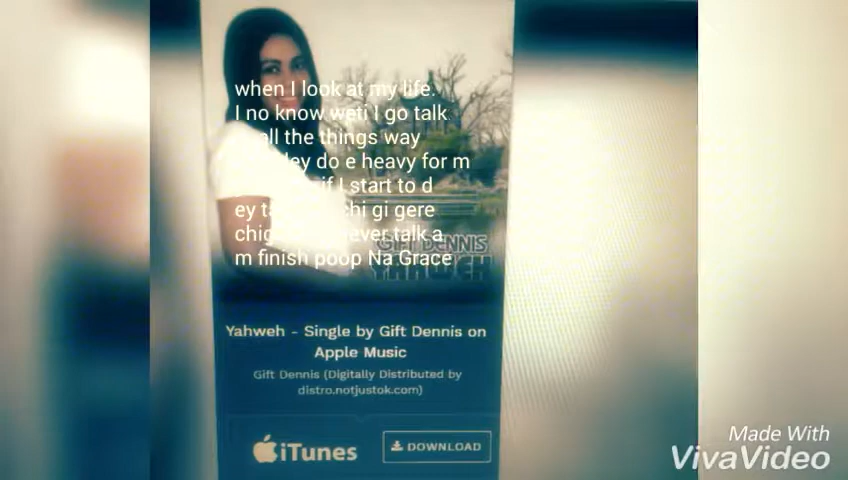 when I look at my life.
I no know weti I go talk.
all the things way
dey do e heavy for m
if I start to d
ey ta chi gi gere
chig ever talk a
m finish poop Na Grace
GIFT DENNIS
YAHWEH
Yahweh - Single by Gift Dennis on
Apple Music
Gift Dennis (Digitally Distributed by
distro.notjustok.com)
iTunes
DOWNLOAD
Made With
VivaVideo